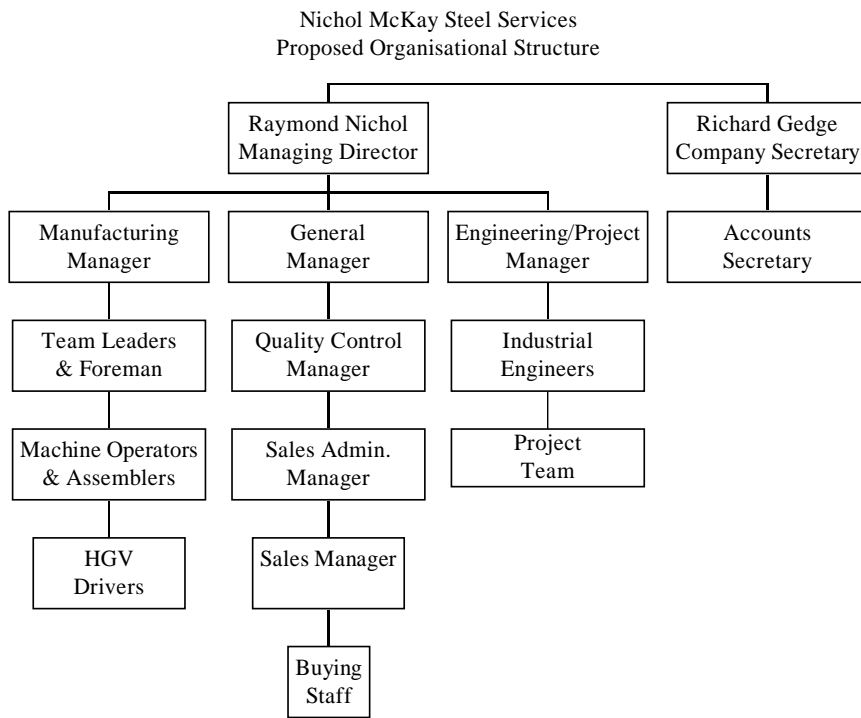 Nichol McKay Steel Services
Proposed Organisational Structure
Raymond Nichol
Managing Director
Richard Gedge
Company Secretary
Manufacturing
Manager
General
Manager
Engineering/Project
Manager
Accounts
Secretary
Team Leaders
& Foreman
Quality Control
Manager
Industrial
Engineers
Machine Operators
& Assemblers
Sales Admin.
Manager
Project
Team
HGV
Drivers
Sales Manager
Buying
Staff